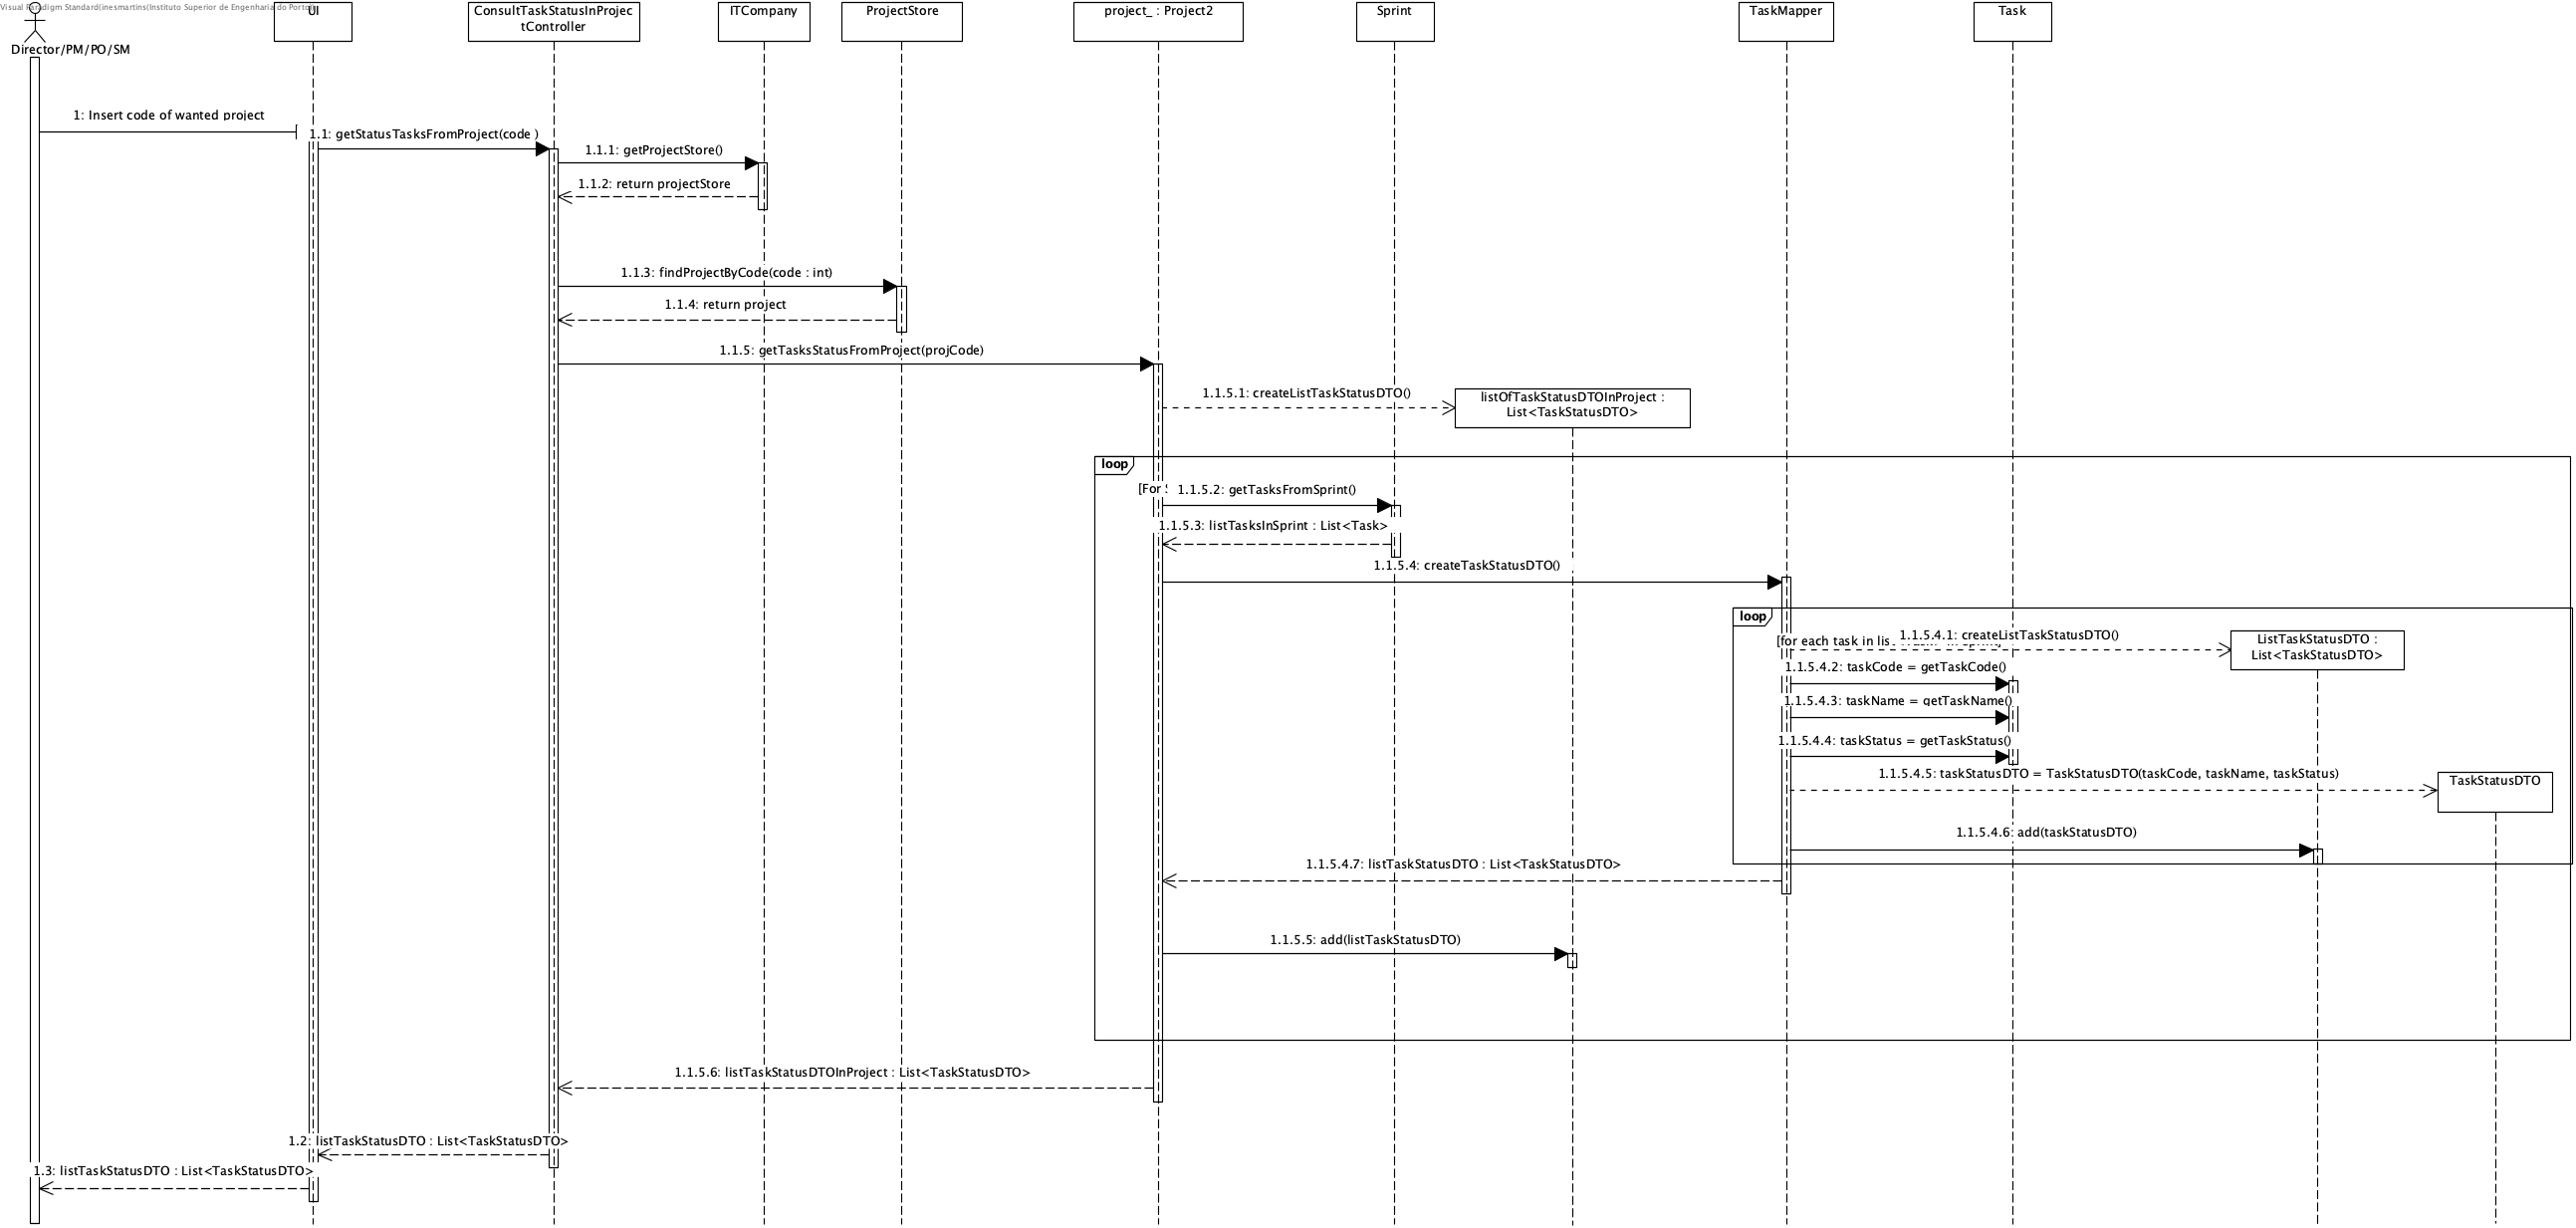 Visual Paradigm Standard(inesmartins(Instituto Superior de Engenharia do Porto
Director/PM/PO/SM
UI
ConsultTaskStatusInProjec
tController
ITCompany
ProjectStore
project_ : Project2
Sprint
TaskMapper
Task
1: Insert code of wanted project
1.1: getStatusTasksFromProject(code )
1.1.1: getProjectStore()
1.1.2: return projectStore
1.1.3: findProjectByCode(code : int)
1.1.4: return project
1.1.5: getTasksStatusFromProject(projCode)
1.1.5.1: createListTaskStatusDTO()
listOfTaskStatusDTOInProject :
List<TaskStatusDTO>
loop
[For
1.1.5.2: getTasksFromSprint()
1.1.5.3: listTasksInSprint : List<Task>
1.1.5.4: createTaskStatusDTO()
loop
[for each task in
1.1.5.4.1: createListTaskStatusDTO()
ListTaskStatusDTO :
List<TaskStatusDTO>
1.1.5.4.2: taskCode = getTaskCode()
1.1.5.4.3: taskName = getTaskName()
1.1.5.4.4: taskStatus = getTaskStatus()
1.1.5.4.5: taskStatusDTO = TaskStatusDTO(taskCode, taskName, taskStatus)
TaskStatusDTO
1.1.5.4.6: add(taskStatusDTO)
1.1.5.4.7: listTaskStatusDTO : List<TaskStatusDTO>
1.1.5.5: add(listTaskStatusDTO)
1.1.5.6: listTaskStatusDTOInProject : List<TaskStatusDTO>
1.2: listTaskStatusDTO : List<TaskStatusDTO>
1.3: listTaskStatusDTO : List<TaskStatusDTO>